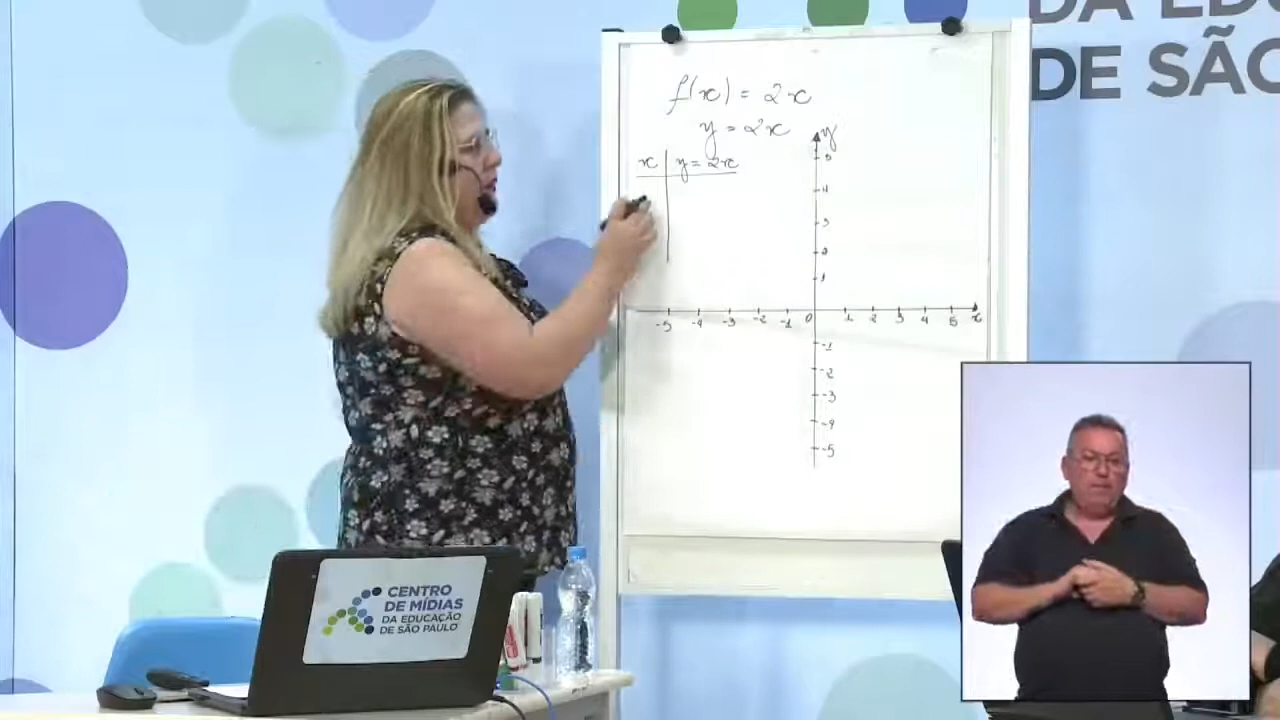 DA EDU
DE SÃO
f(x) = 2x
y = 2x
x y = 2x
y
5
4
3
2
1
-5 -4 -3 -2 -1 0 1 2 3 4 5 x
-1
-2
-3
-4
-5
CENTRO
DE MÍDIAS
DA EDUCAÇÃO
DE SÃO PAULO